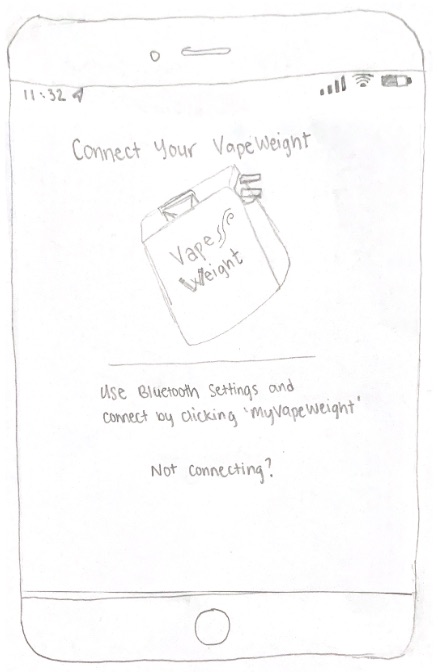 11:32
Connect Your VapeWeight
Vape
Weight
Use Bluetooth Settings and
connect by clicking 'MyVapeWeight'
Not connecting?